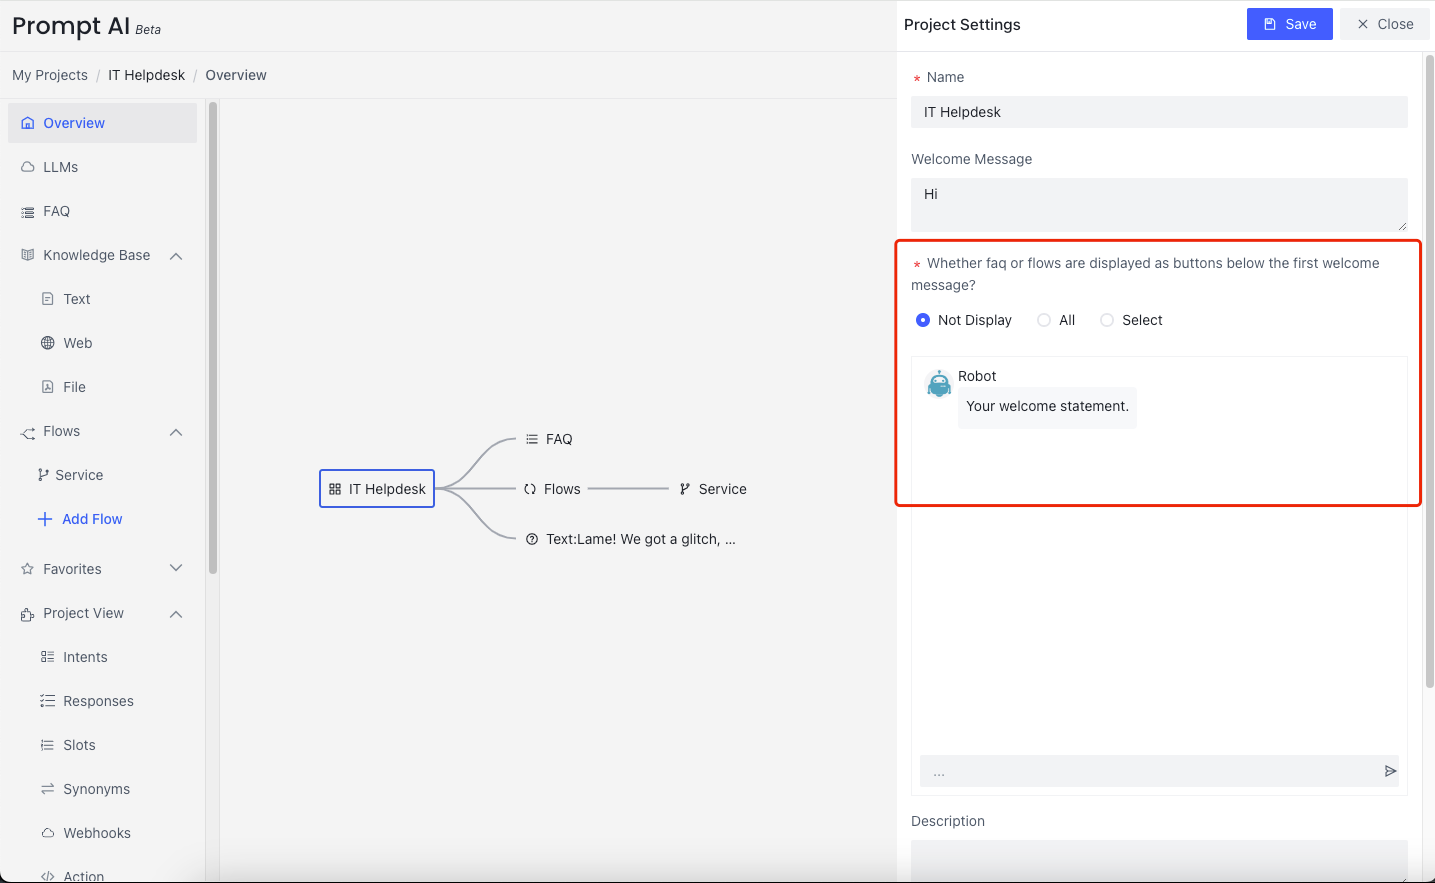 Prompt AI Beta
Project Settings
Save
Close
My Projects / IT Helpdesk / Overview
Overview
LLMs
FAQ
Knowledge Base
Text
Web
File
Flows
Service
Add Flow
Favorites
Project View
Intents
Responses
Slots
Synonyms
Webhooks
Action
IT Helpdesk
FAQ
Flows
Service
Text:Lame! We got a glitch, ...
* Name
IT Helpdesk
Welcome Message
Hi
* Whether faq or flows are displayed as buttons below the first welcome
message?
Not Display
All
Select
Robot
Your welcome statement.
...
Description